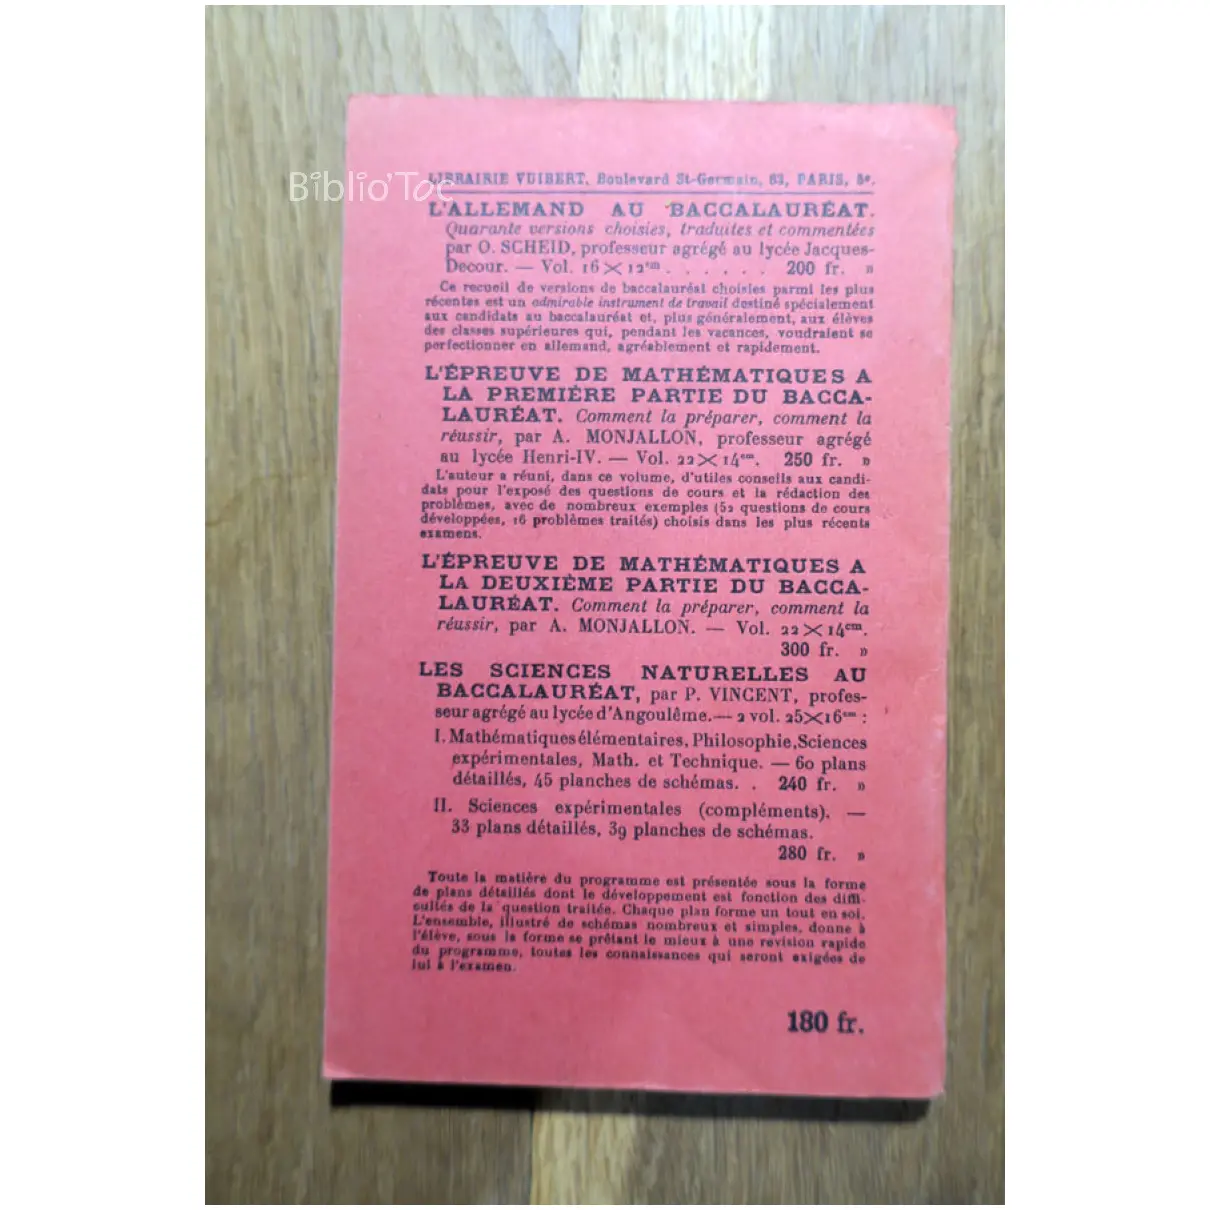 Biblio'Toc
LIBRAIRIE VUIBERT, Boulevard St-Germain, 63, PARIS, 5e.
L'ALLEMAND AU BACCALAURÉAT.
Quarante versions choisies, traduites et commentées
par O. SCHEID, professeur agrégé au lycée Jacques-
Decour. — Vol. 16 × 12cm . . . . . . 200 fr. »
Ce recueil de versions de baccalauréat choisies parmi les plus
récentes est un admirable instrument de travail destiné spécialement
aux candidats au baccalauréat et, plus généralement, aux élèves
des classes supérieures qui, pendant les vacances, voudraient se
perfectionner en allemand, agréablement et rapidement.
L'ÉPREUVE DE MATHÉMATIQUES A
LA PREMIÉRE PARTIE DU BACCA-
LAURÉAT. Comment la préparer, comment la
réussir, par A. MONJALLON, professeur agrégé
au lycée Henri-IV. — Vol. 22 × 14cm. 250 fr. »
L'auteur a réuni, dans ce volume, d'utiles conseils aux candi-
dats pour l'exposé des questions de cours et la rédaction des
problèmes, avec de nombreux exemples (52 questions de cours
développées, 16 problèmes traités) choisis dans les plus récents
examens.
L'ÉPREUVE DE MATHÉMATIQUES A
LA DEUXIÈME PARTIE DU BACCA-
LAURÉAT. Comment la préparer, comment la
réussir, par A. MONJALLON. — Vol. 22 × 14cm.
300 fr. »
LES SCIENCES NATURELLES AU
BACCALAURÉAT, par P. VINCENT, profes-
seur agrégé au lycée d'Angoulême. — 2 vol. 25×16cm :
I. Mathématiques élémentaires, Philosophie, Sciences
expérimentales, Math. et Technique. — 60 plans
détaillés, 45 planches de schémas. . 240 fr. »
II. Sciences expérimentales (compléments). —
33 plans détaillés, 39 planches de schémas.
280 fr. »
Toute la matière du programme est présentée sous la forme
de plans détaillés dont le développement est fonction des diffi-
cultés de la question traitée. Chaque plan forme un tout en soi.
L'ensemble, illustré de schémas nombreux et simples, donne à
l'élève, sous la forme se prêtant le mieux à une revision rapide
du programme, toutes les connaissances qui seront exigées de
lui à l'examen.
180 fr.